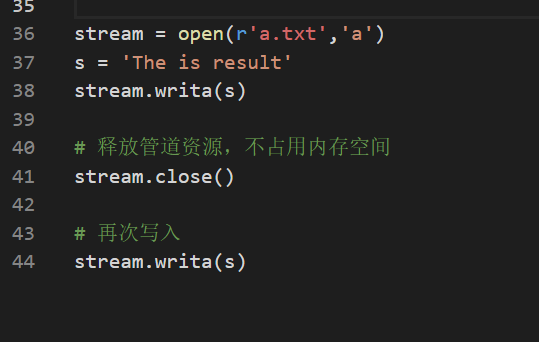 35
36 stream = open(r'a.txt','a')
37 s = 'The is result'
38 stream.writa(s)
39
40 # 释放管道资源，不占用内存空间
41 stream.close()
42
43 # 再次写入
44 stream.writa(s)